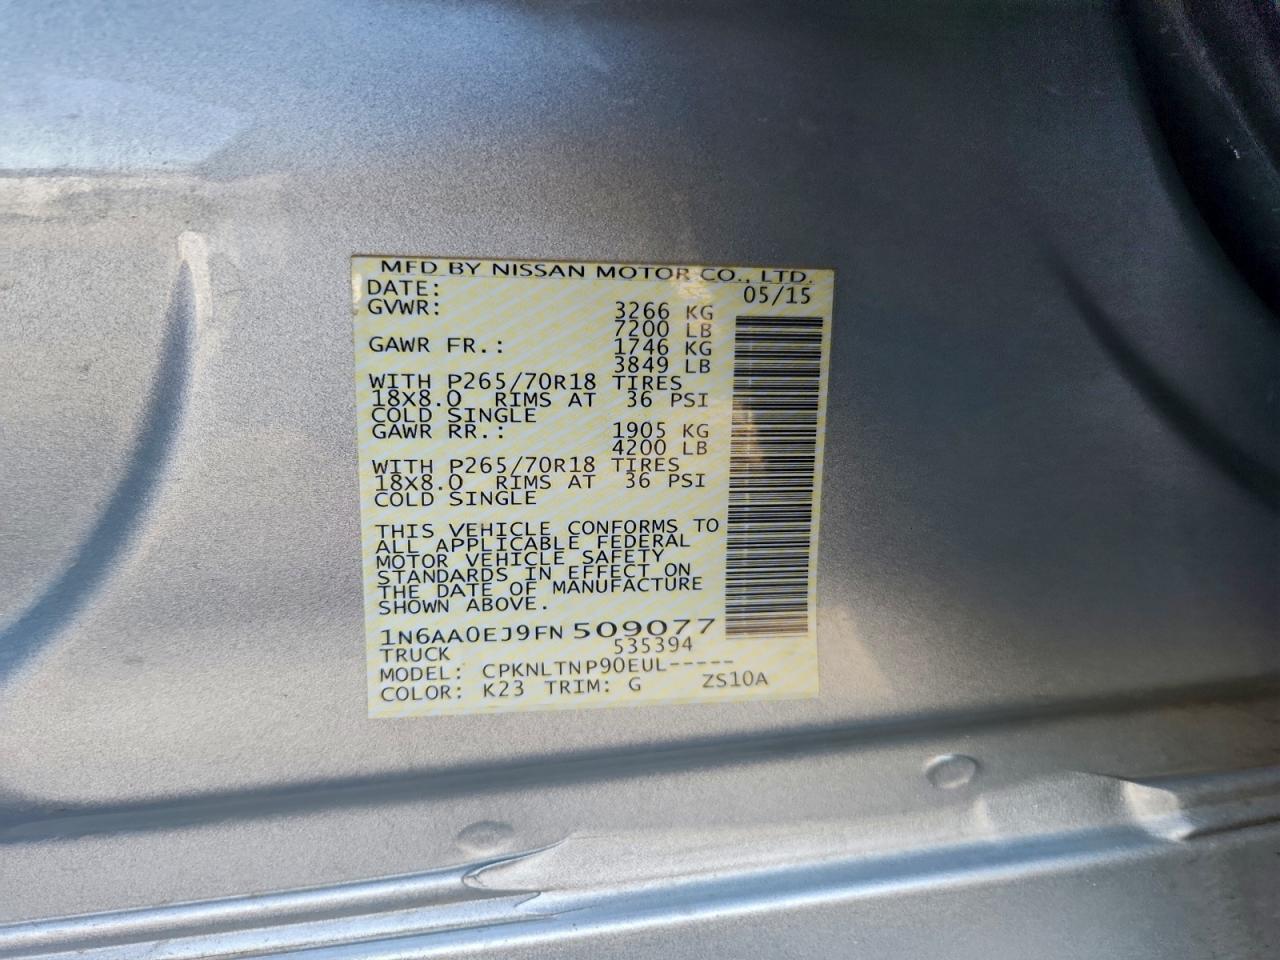 MFD BY NISSAN MOTOR CO., LTD.
DATE: 05/15
GVWR: 3266 KG
7200 LB
GAWR FR.: 1746 KG
3849 LB
WITH P265/70R18 TIRES
18X8.0 RIMS AT 36 PSI
COLD SINGLE
GAWR RR.: 1905 KG
4200 LB
WITH P265/70R18 TIRES
18X8.0 RIMS AT 36 PSI
COLD SINGLE
THIS VEHICLE CONFORMS TO
ALL APPLICABLE FEDERAL
MOTOR VEHICLE SAFETY
STANDARDS IN EFFECT ON
THE DATE OF MANUFACTURE
SHOWN ABOVE.
1N6AA0EJ9FN 509077
TRUCK 535394
MODEL: CPKNLTNP90EUL-----
COLOR: K23 TRIM: G ZS10A